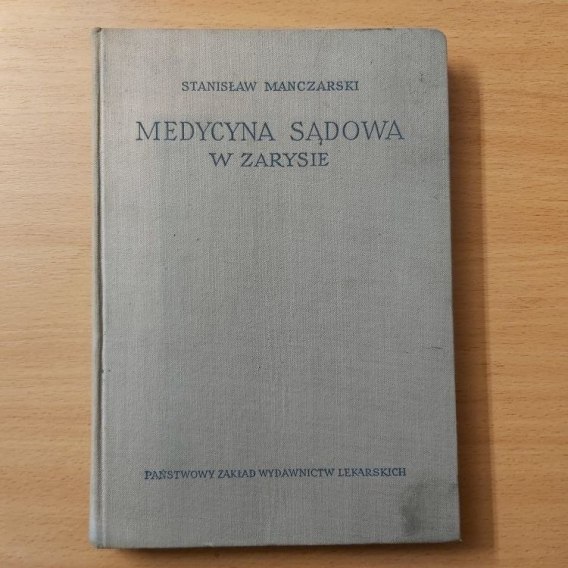 STANISŁAW MANCZARSKI
MEDYCYNA SĄDOWA
W ZARYSIE
PAŃSTWOWY ZAKŁAD WYDAWNICTW LEKARSKICH